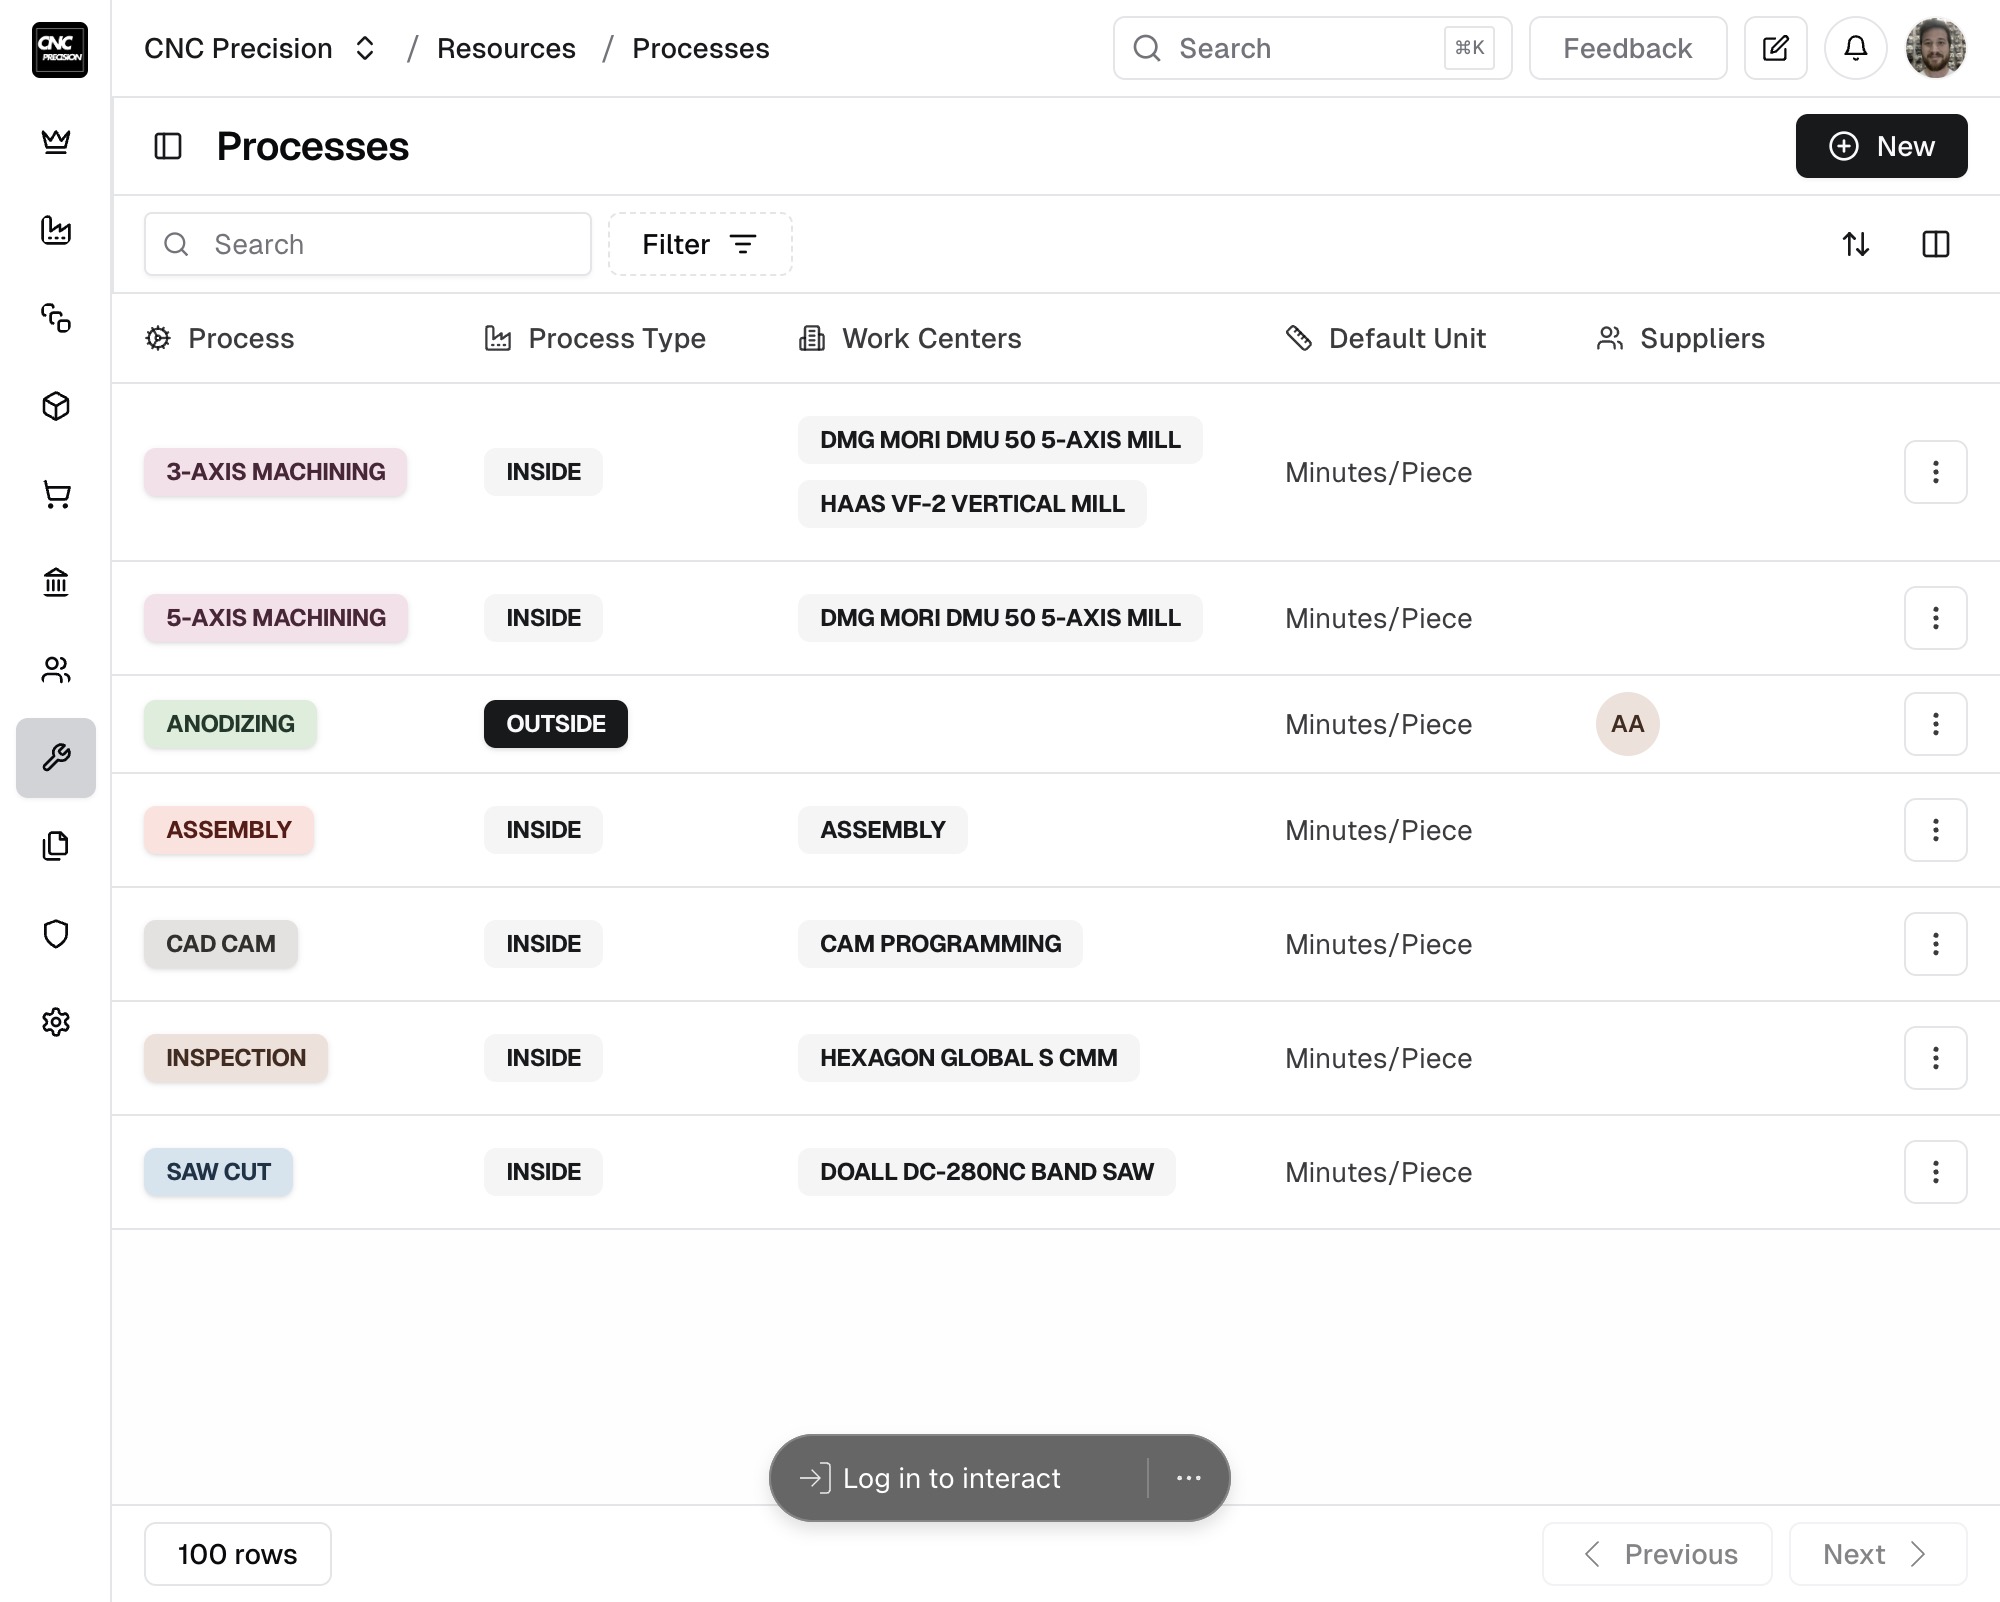 CNC PRECISION
CNC Precision / Resources / Processes
Search ⌘K
Feedback
Processes
New
Search
Filter
Process Process Type Work Centers Default Unit Suppliers
3-AXIS MACHINING INSIDE DMG MORI DMU 50 5-AXIS MILL Minutes/Piece
HAAS VF-2 VERTICAL MILL
5-AXIS MACHINING INSIDE DMG MORI DMU 50 5-AXIS MILL Minutes/Piece
ANODIZING OUTSIDE Minutes/Piece AA
ASSEMBLY INSIDE ASSEMBLY Minutes/Piece
CAD CAM INSIDE CAM PROGRAMMING Minutes/Piece
INSPECTION INSIDE HEXAGON GLOBAL S CMM Minutes/Piece
SAW CUT INSIDE DOALL DC-280NC BAND SAW Minutes/Piece
Log in to interact
100 rows
Previous
Next